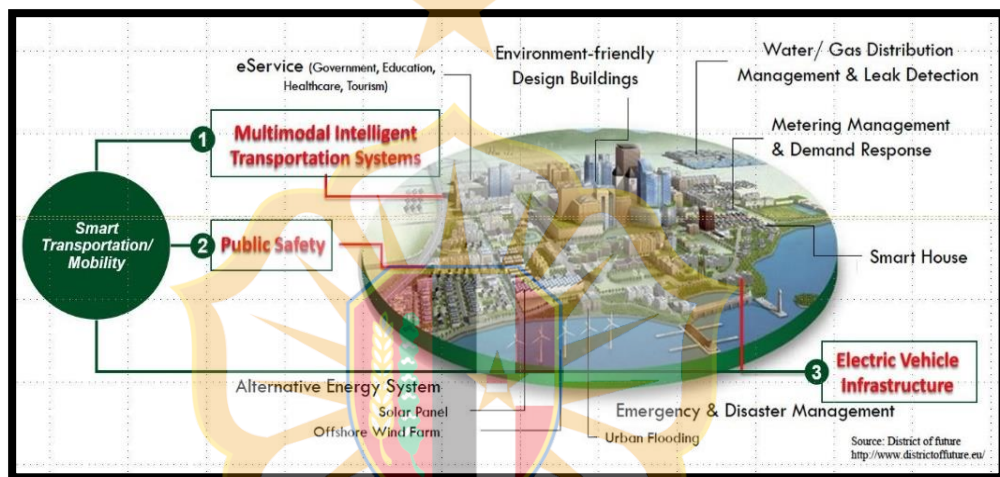 eService (Government, Education,
Healthcare, Tourism)
Environment-friendly
Design Buildings
Water/ Gas Distribution
Management & Leak Detection
Metering Management
& Demand Response
1
Multimodal Intelligent
Transportation Systems
Smart
Transportation/
Mobility
2
Public Safety
Smart House
3
Electric Vehicle
Infrastructure
Alternative Energy System
Solar Panel
Offshore Wind Farm
Emergency & Disaster Management
Urban Flooding
Source: District of future
http://www.districtoffuture.eu/